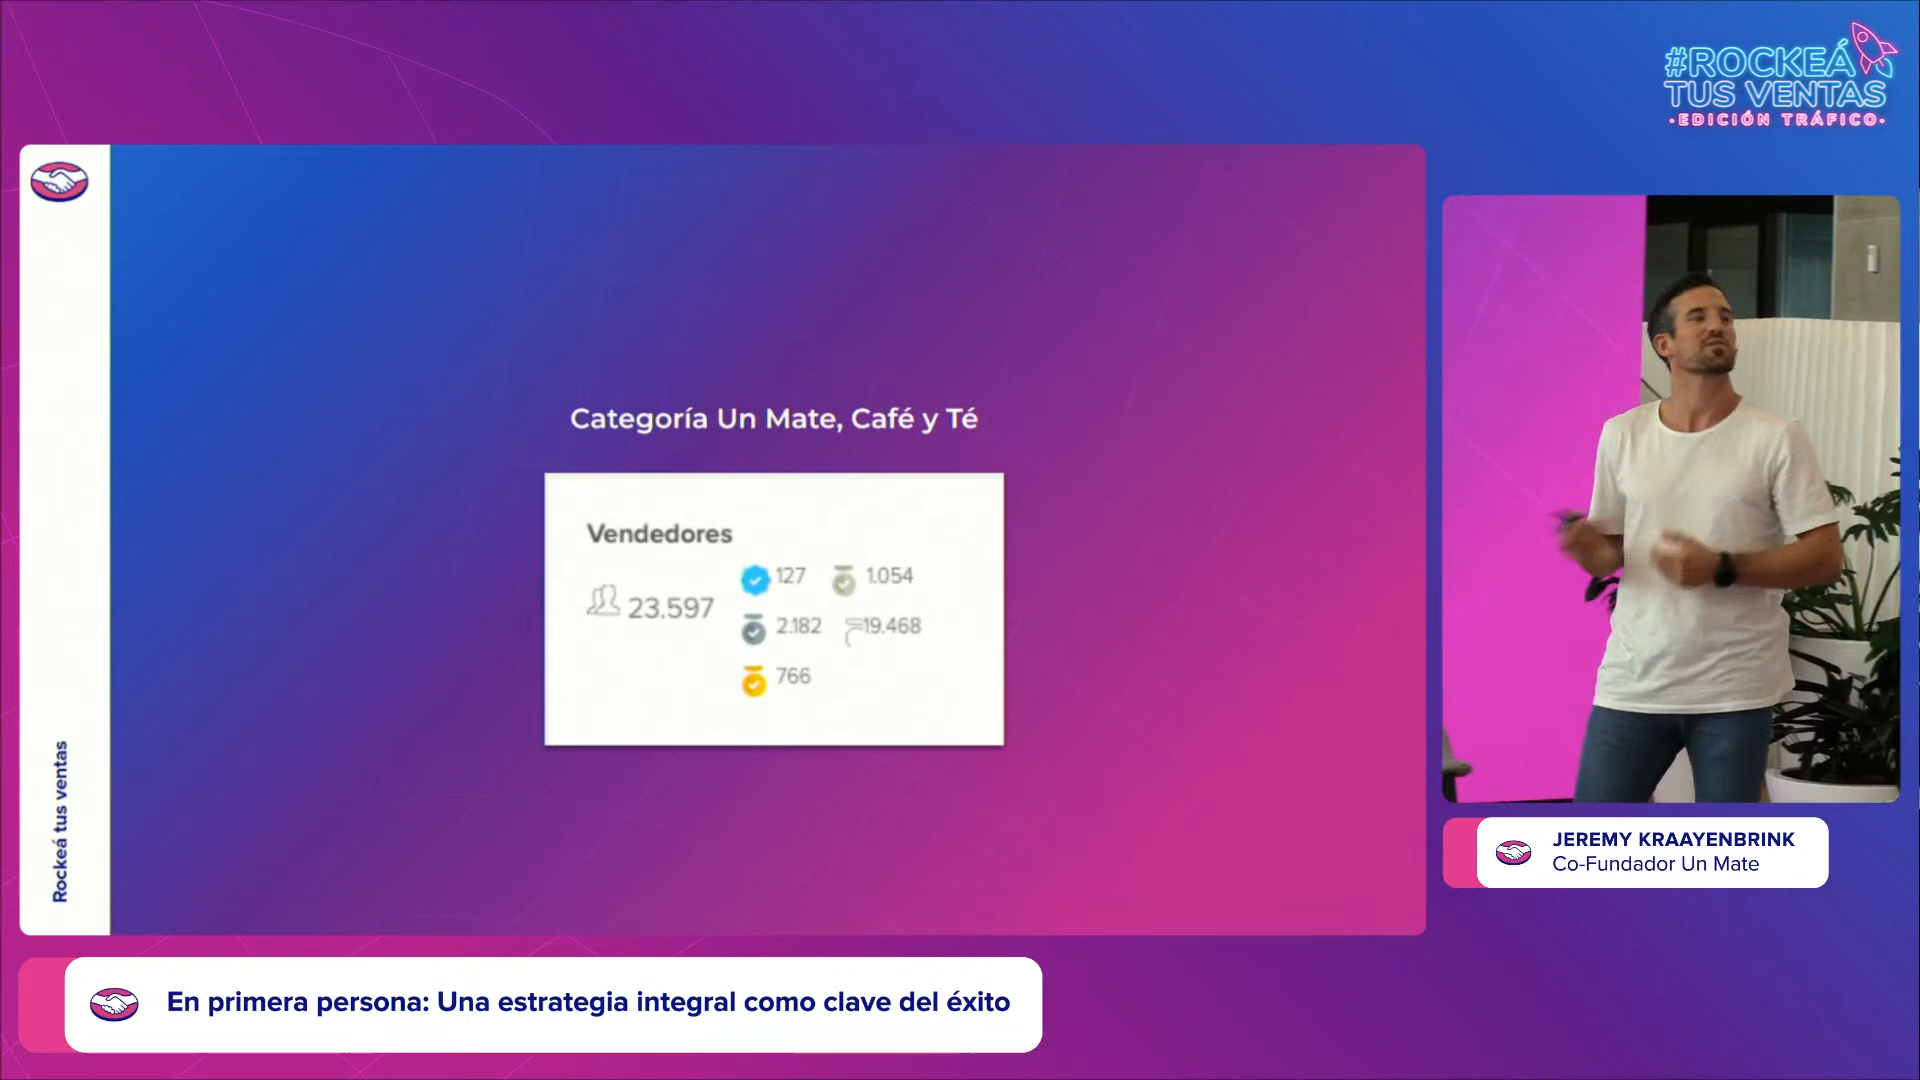 #ROCKEÁ
TUS VENTAS
•EDICIÓN TRÁFICO•
Categoría Un Mate, Café y Té
Vendedores
23.597
127
1.054
2.182
19.468
766
Rockeá tus ventas
JEREMY KRAAYENBRINK
Co-Fundador Un Mate
En primera persona: Una estrategia integral como clave del éxito